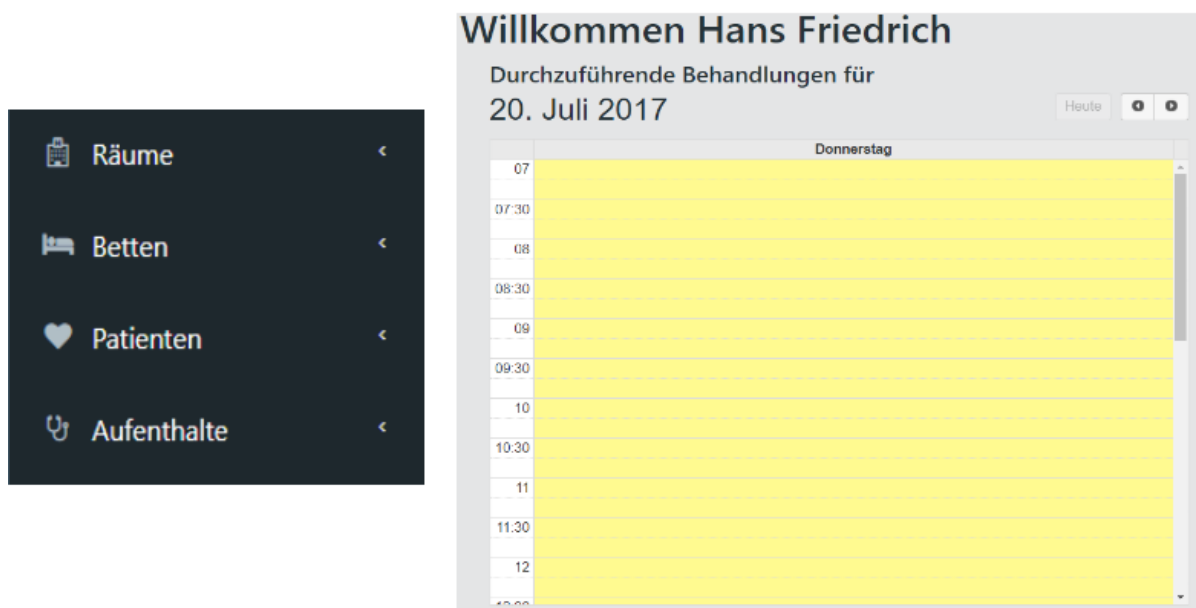 Räume
Betten
Patienten
Aufenthalte
Willkommen Hans Friedrich
Durchzuführende Behandlungen für
20. Juli 2017
Heute
Donnerstag
07
07:30
08
08:30
09
09:30
10
10:30
11
11:30
12